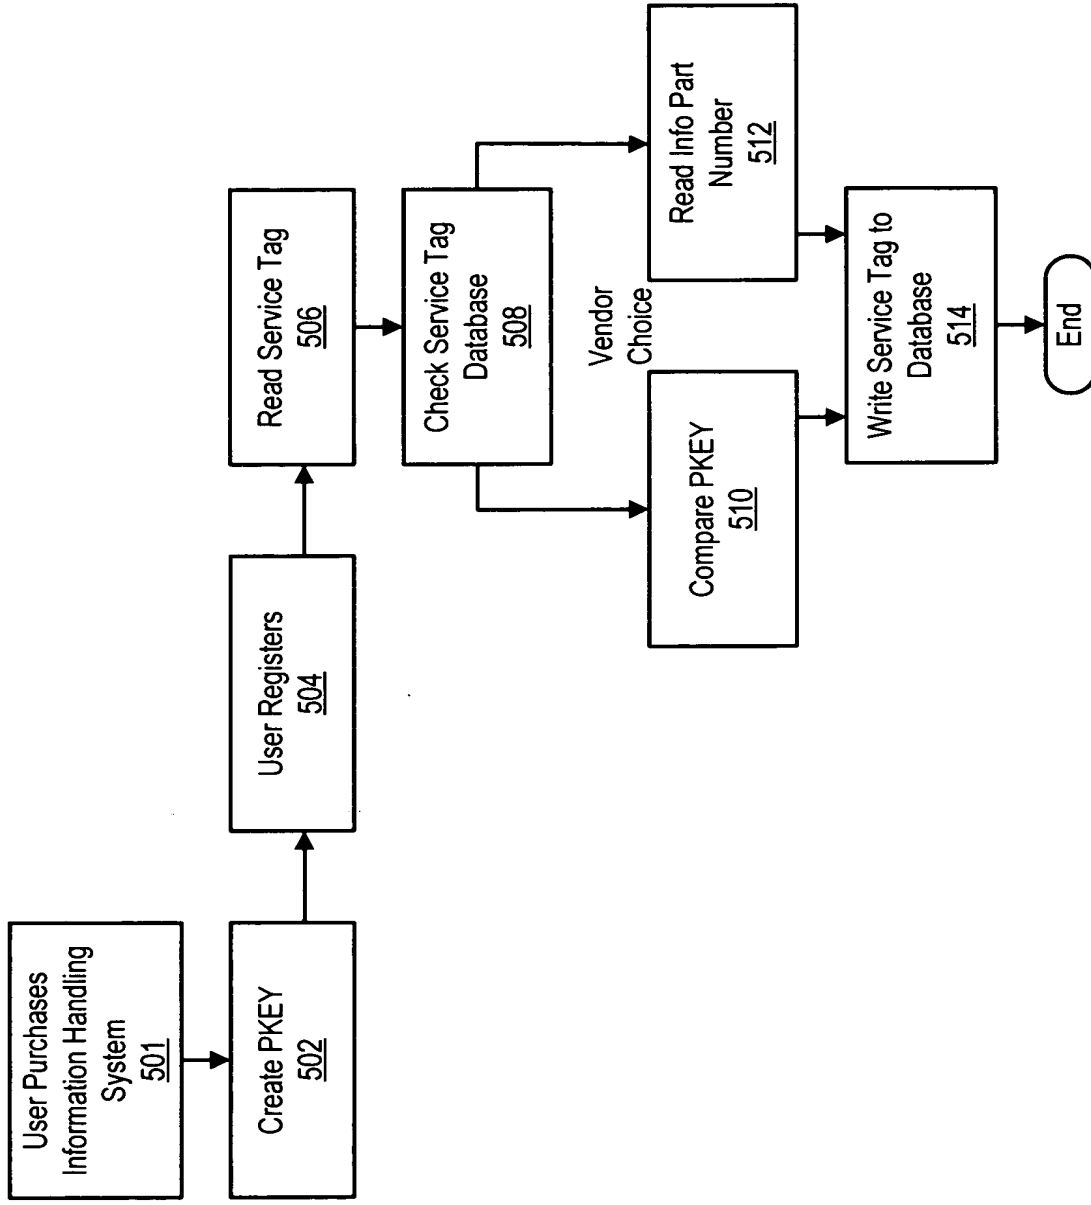 User Purchases
Information Handling
System
501
Create PKEY
502
User Registers
504
Read Service Tag
506
Check Service Tag
Database
508
Vendor
Choice
Compare PKEY
510
Read Info Part
Number
512
Write Service Tag to
Database
514
End